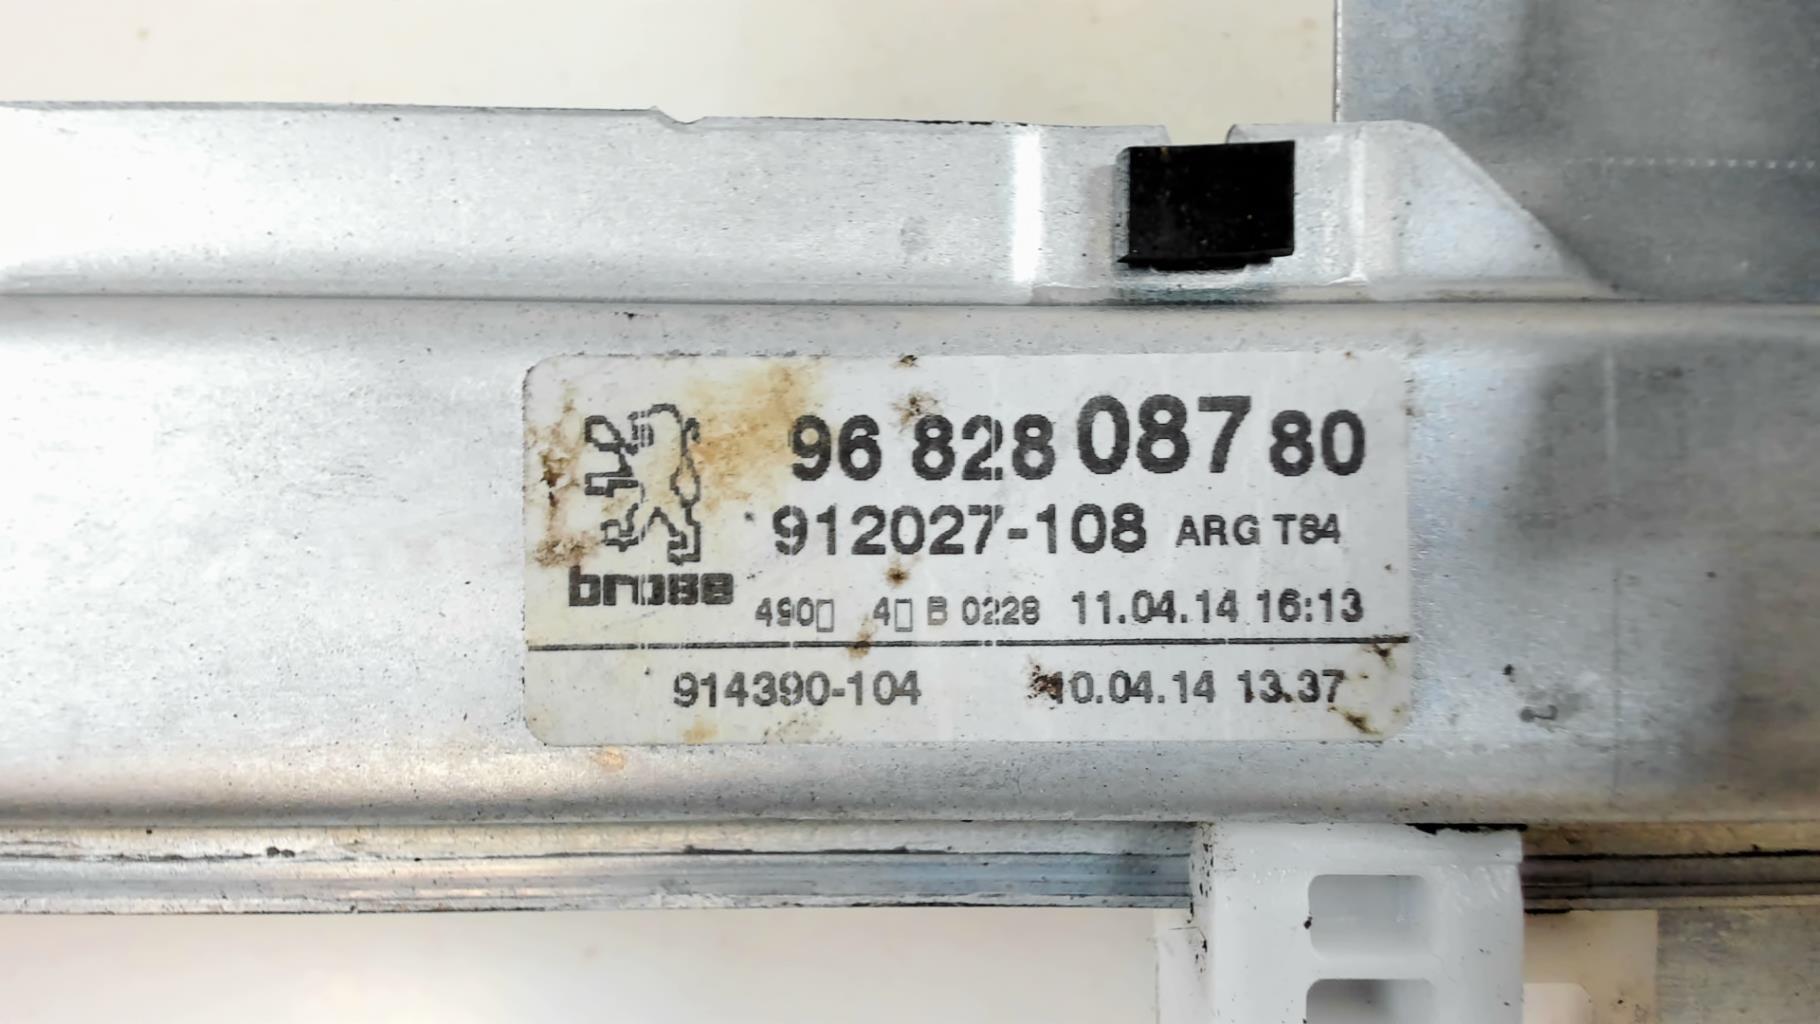 96 828 087 80
912027-108 ARG T84
brose
490□ 4□ B 0228 11.04.14 16:13
914390-104 10.04.14 13.37